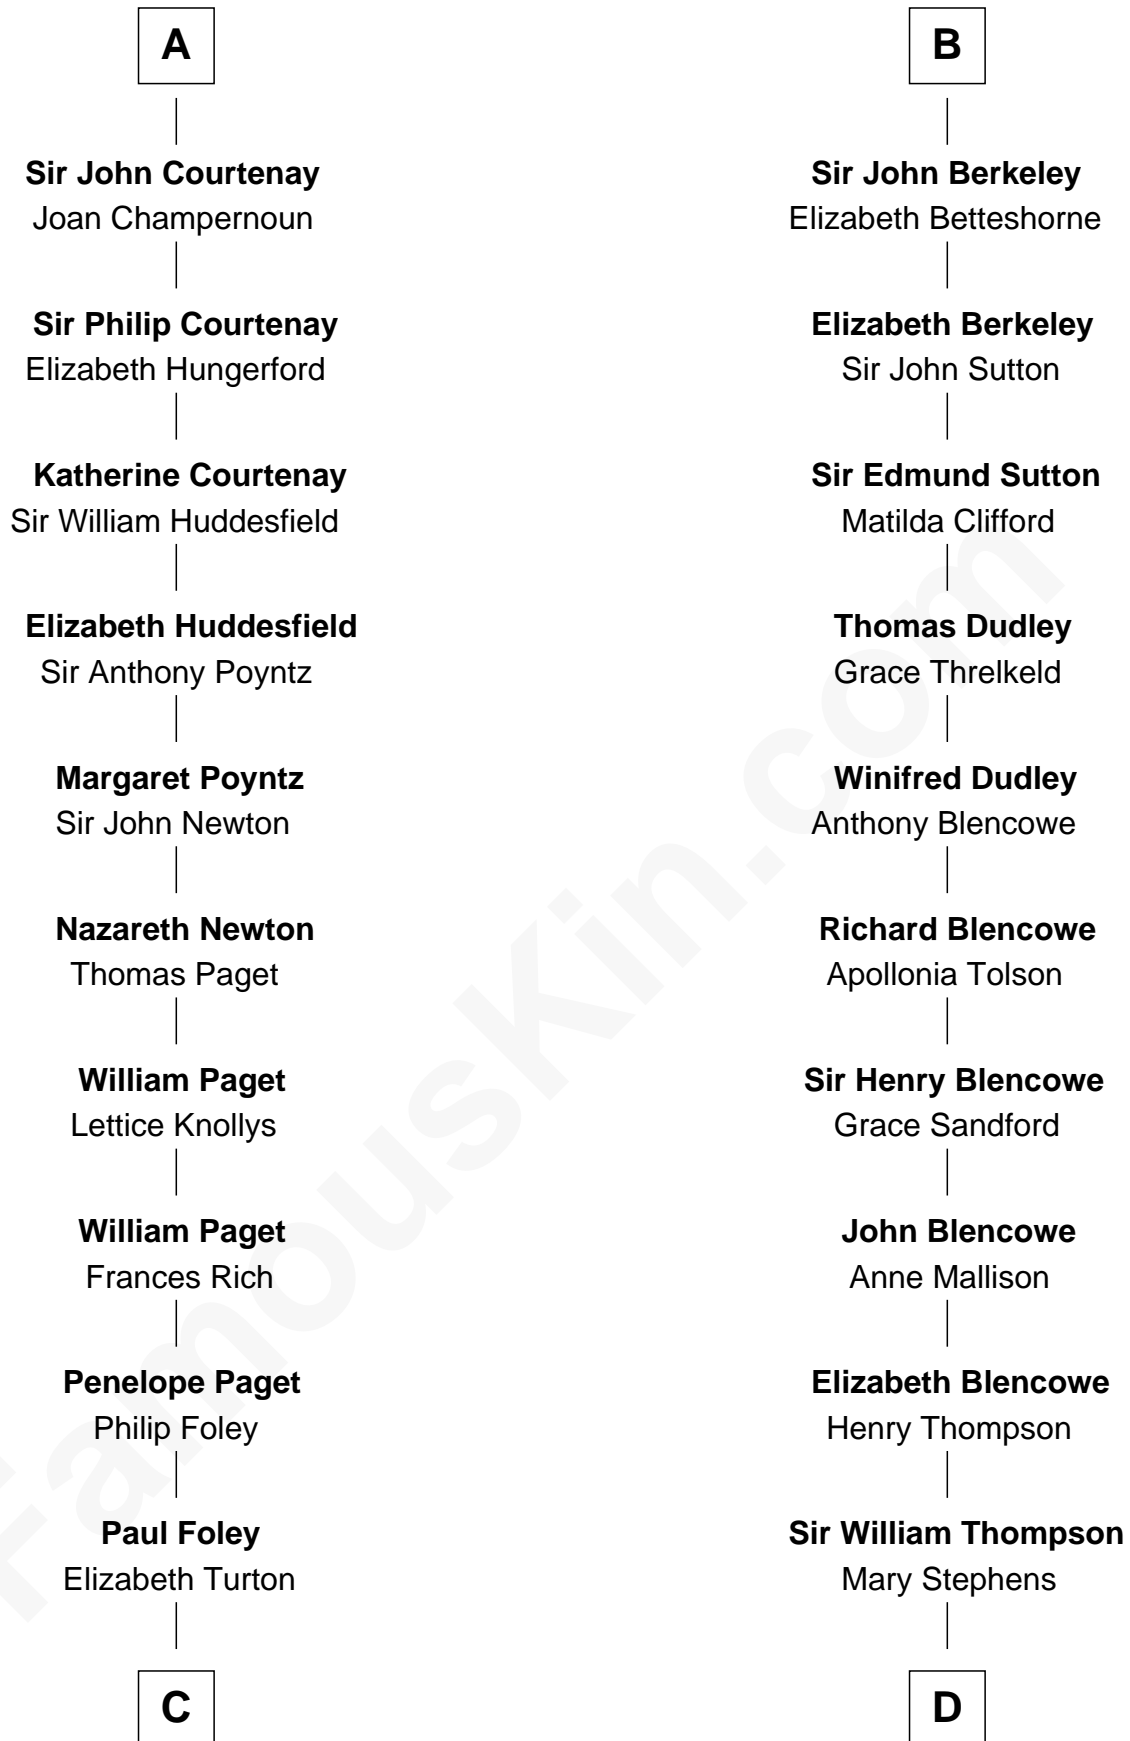 A
Sir John Courtenay
Joan Champernoun
Sir Philip Courtenay
Elizabeth Hungerford
Katherine Courtenay
Sir William Huddesfield
Elizabeth Huddesfield
Sir Anthony Poyntz
Margaret Poyntz
Sir John Newton
Nazareth Newton
Thomas Paget
William Paget
Lettice Knollys
William Paget
Frances Rich
Penelope Paget
Philip Foley
Paul Foley
Elizabeth Turton
C
B
Sir John Berkeley
Elizabeth Betteshorne
Elizabeth Berkeley
Sir John Sutton
Sir Edmund Sutton
Matilda Clifford
Thomas Dudley
Grace Threlkeld
Winifred Dudley
Anthony Blencowe
Richard Blencowe
Apollonia Tolson
Sir Henry Blencowe
Grace Sandford
John Blencowe
Anne Mallison
Elizabeth Blencowe
Henry Thompson
Sir William Thompson
Mary Stephens
D
FamousKin.com